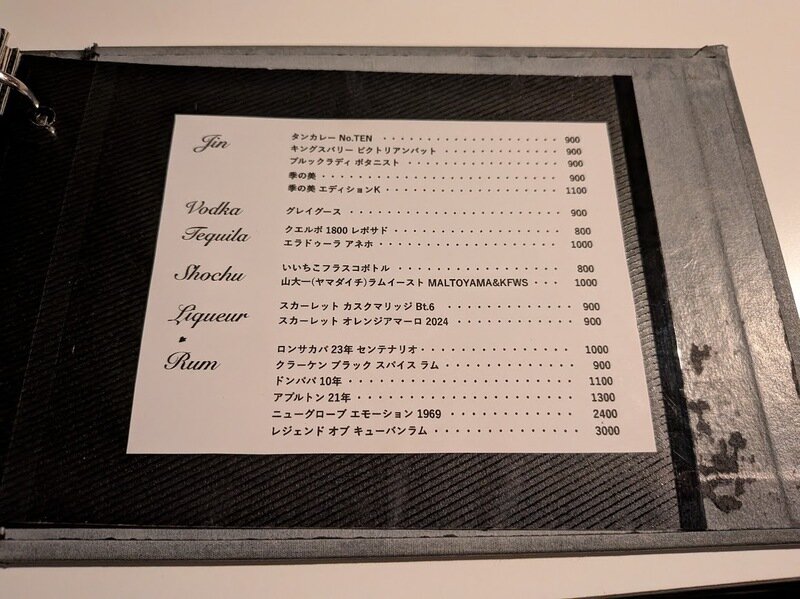 Jin
タンカレー No.TEN ・・・・・・・・・・・・・・・・・・ 900
キングスバリー ビクトリアンバット ・・・・・・・・・・・・ 900
ブルックラディ ボタニスト ・・・・・・・・・・・・・・・・ 900
季の美 ・・・・・・・・・・・・・・・・・・・・・・・・ 900
季の美 エディションK ・・・・・・・・・・・・・・・・・ 1100
Vodka
グレイグース ・・・・・・・・・・・・・・・・・・・・・ 900
Tequila
クエルボ 1800 レポサド ・・・・・・・・・・・・・・・・ 800
エラドゥーラ アネホ ・・・・・・・・・・・・・・・・・・ 1000
Shochu
いいちこフラスコボトル ・・・・・・・・・・・・・・・・ 800
山大一(ヤマダイチ)ラムイースト MALTOYAMA&KFWS ・・・ 1000
Liqueur
スカーレット カスクマリッジ Bt.6 ・・・・・・・・・・・・ 900
スカーレット オレンジアマーロ 2024 ・・・・・・・・・・・ 900
Rum
ロンサカパ 23年 センテナリオ・・・・・・・・・・・・・・ 1000
クラーケン ブラック スパイス ラム ・・・・・・・・・・・・ 900
ドンパパ 10年 ・・・・・・・・・・・・・・・・・・・・ 1100
アプルトン 21年 ・・・・・・・・・・・・・・・・・・・ 1300
ニューグローブ エモーション 1969 ・・・・・・・・・・・ 2400
レジェンド オブ キューバンラム ・・・・・・・・・・・・・ 3000